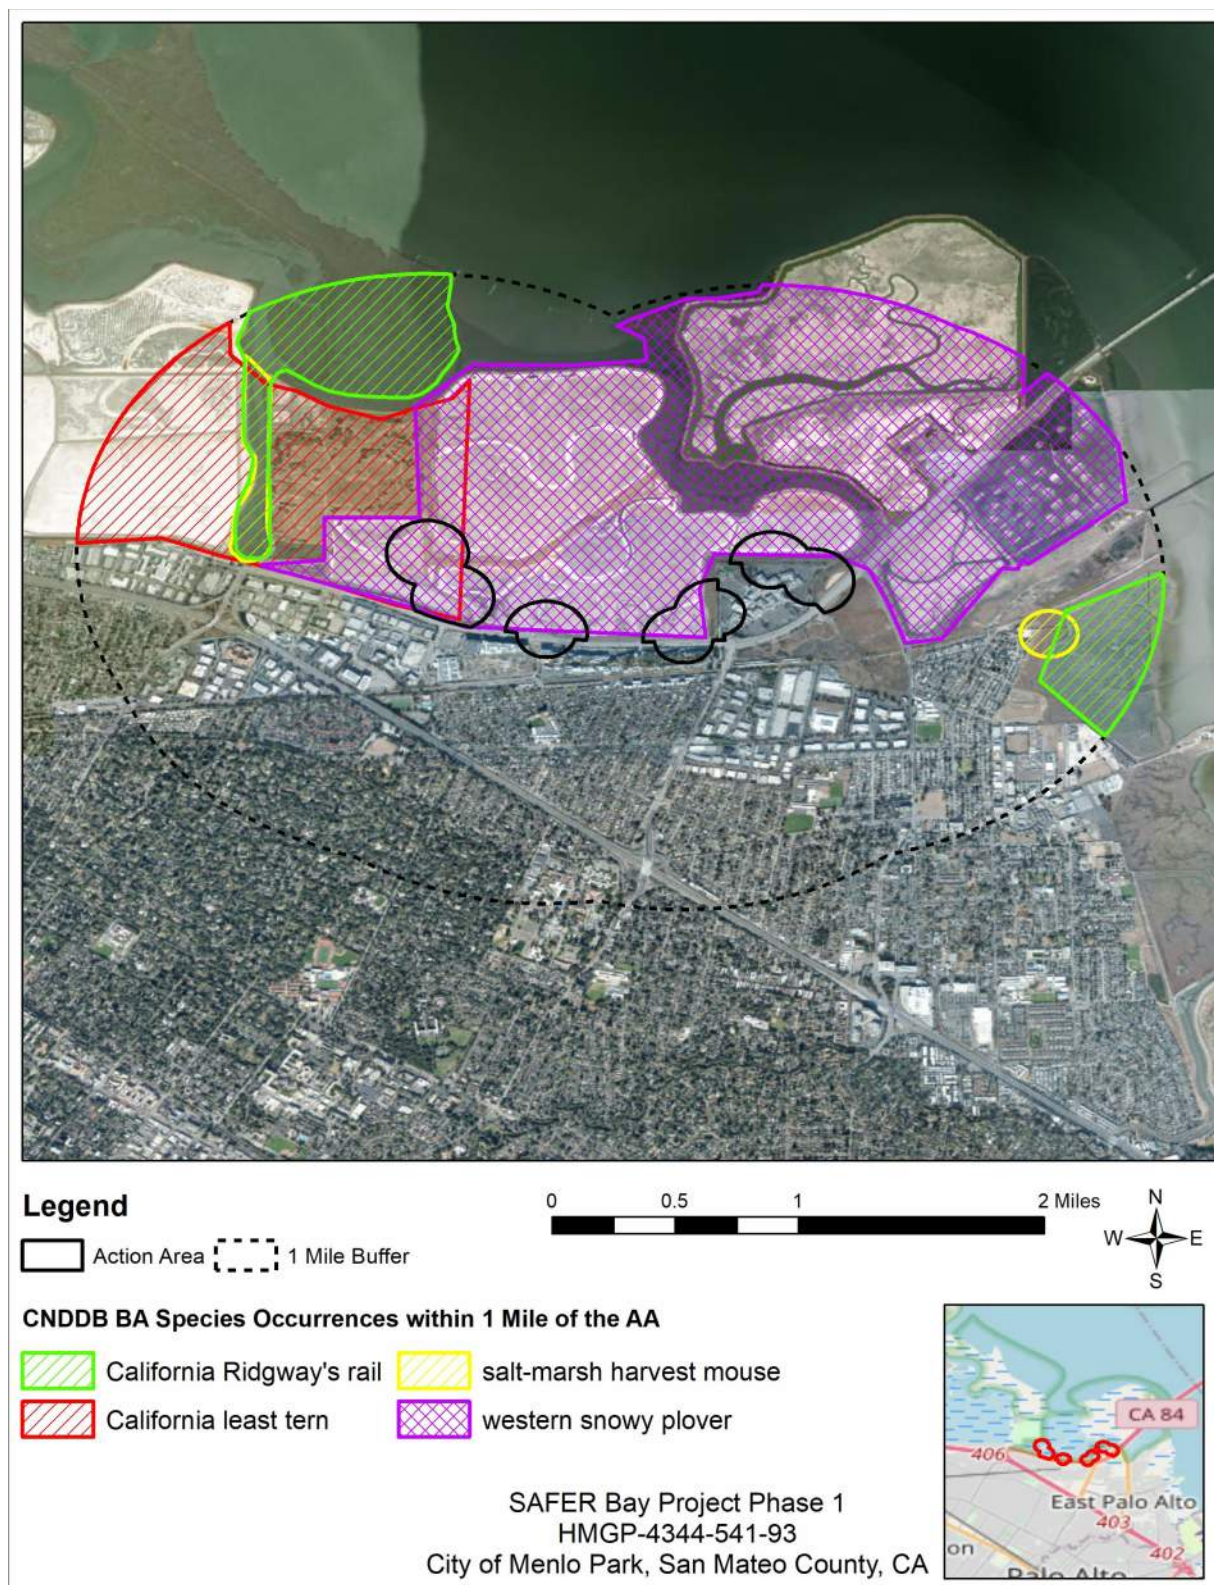 Legend
Action Area
1 Mile Buffer
0 0.5 1 2 Miles
N
W E
S
CNDDB BA Species Occurrences within 1 Mile of the AA
California Ridgway's rail
salt-marsh harvest mouse
California least tern
western snowy plover
SAFER Bay Project Phase 1
HMGP-4344-541-93
City of Menlo Park, San Mateo County, CA
CA 84
406
East Palo Alto
403
on
402
Palo Alto